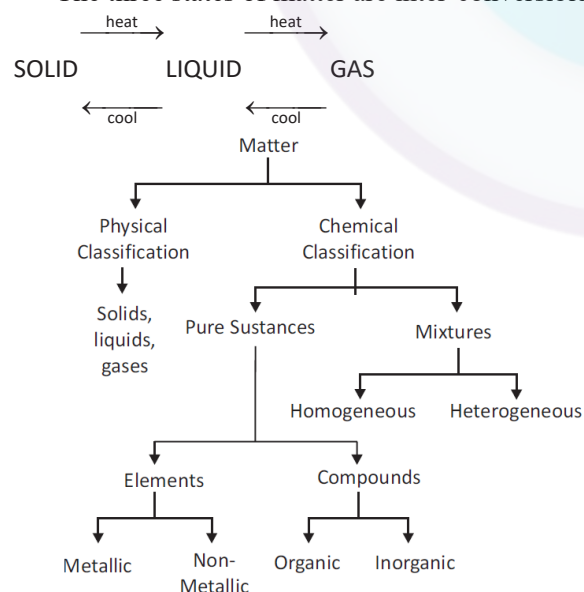 heat heat
SOLID LIQUID GAS
cool cool
Matter
Physical Chemical
Classification Classification
Solids,
liquids,
gases
Pure Sustances Mixtures
Homogeneous Heterogeneous
Elements Compounds
Metallic Non-
Metallic Organic Inorganic